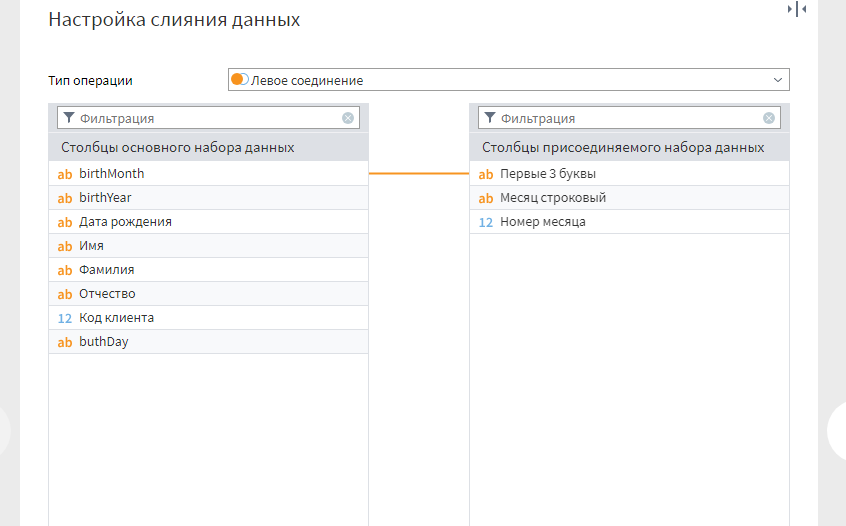 Настройка слияния данных
Тип операции
Левое соединение
Фильтрация
Столбцы основного набора данных
ab birthMonth
ab birthYear
ab Дата рождения
ab Имя
ab Фамилия
ab Отчество
12 Код клиента
ab buthDay
Фильтрация
Столбцы присоединяемого набора данных
ab Первые 3 буквы
ab Месяц строковый
12 Номер месяца